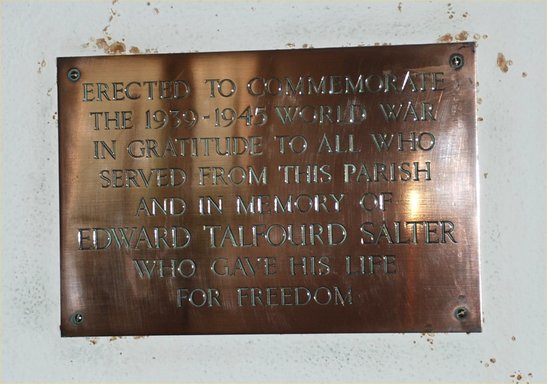 ERECTED TO COMMEMORATE
THE 1939-1945 WORLD WAR
IN GRATITUDE TO ALL WHO
SERVED FROM THIS PARISH
AND IN MEMORY OF
EDWARD TALFOURD SALTER
WHO GAVE HIS LIFE
FOR FREEDOM